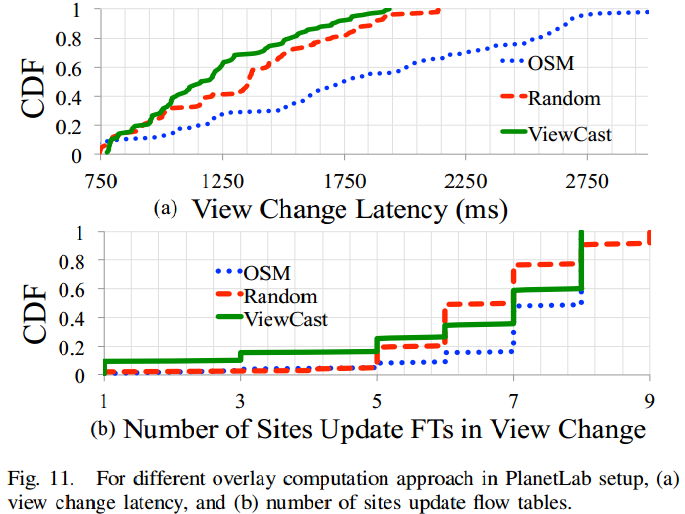 1
0.8
0.6
0.4
0.2
0
CDF
OSM
Random
ViewCast
750 1250 1750 2250 2750
(a) View Change Latency (ms)
1
0.8
0.6
0.4
0.2
0
CDF
OSM
Random
ViewCast
1 3 5 7 9
(b) Number of Sites Update FTs in View Change
Fig. 11. For different overlay computation approach in PlanetLab setup, (a)
view change latency, and (b) number of sites update flow tables.